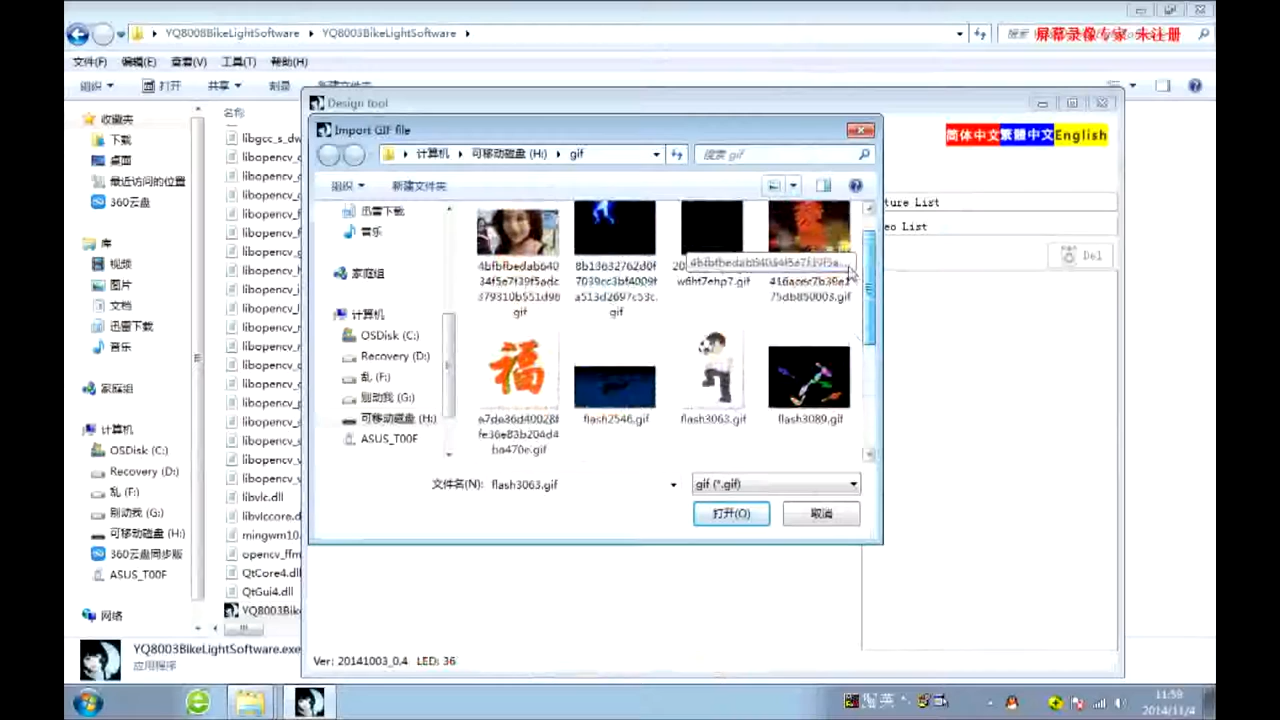 YQ8008BikeLightSoftware
YQ8003BikeLightSoftware
屏幕录像专家 未注册
文件(F) 编辑(E) 查看(V) 工具(T) 帮助(H)
组织 打开 共享 刻录 新建文件夹
收藏夹
下载
桌面
最近访问的位置
360云盘
库
视频
图片
文档
迅雷下载
音乐
家庭组
计算机
OSDisk (C:)
Recovery (D:)
乱 (F:)
别动我 (G:)
可移动磁盘 (H:)
360云盘同步版
ASUS_T00F
网络
名称
libvlc.dll
libvlccore.d
mingwm10.
opencv_ffm
QtCore4.dl
QtGui4.dll
YQ8003Bik
Design tool
简体中文 繁體中文 English
ture List
eo List
Del
Import GIF file
计算机 可移动磁盘 (H:) gif
搜索 gif
组织 新建文件夹
迅雷下载
音乐
家庭组
计算机
OSDisk (C:)
Recovery (D:)
乱 (F:)
别动我 (G:)
可移动磁盘 (H:)
ASUS_T00F
福
flash2546.gif
flash3063.gif
flash3089.gif
文件名(N): flash3063.gif
gif (*.gif)
打开(O) 取消
Ver: 20141003_0.4 LED: 36
YQ8003BikeLightSoftware.exe
应用程序
英
11:59
2014/11/4